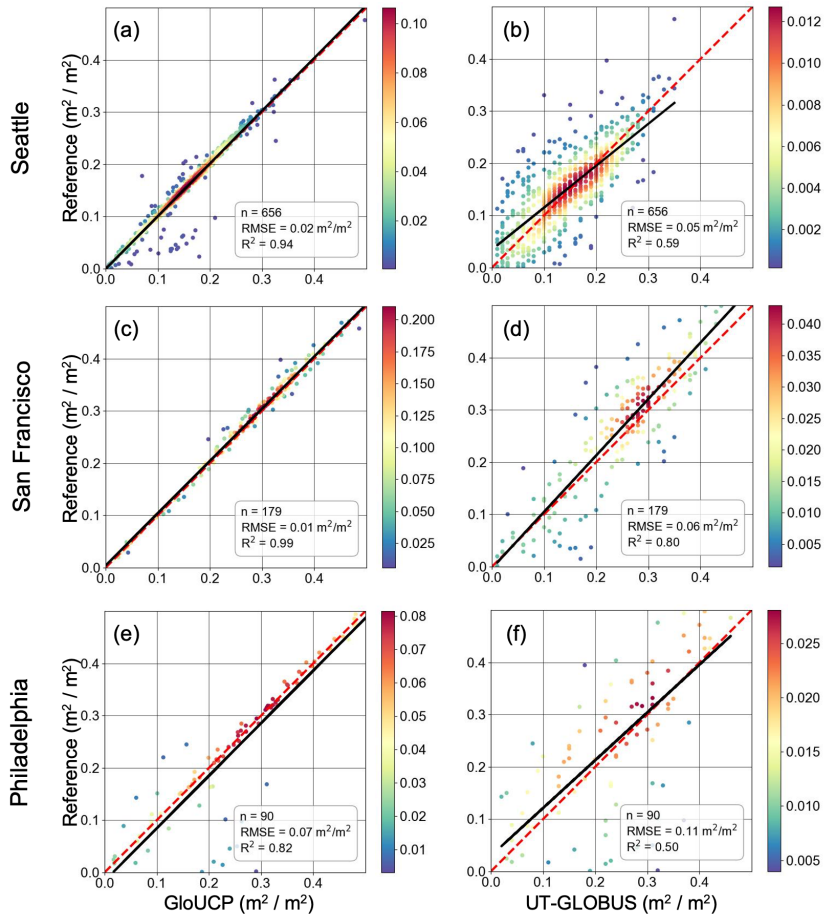 (a)
0.4
0.3
0.2
0.1
0.0
0.0 0.2 0.4
Reference (m² / m²)
Seattle
n = 656
RMSE = 0.02 m²/m²
R² = 0.94
0.10
0.08
0.06
0.04
0.02
(b)
0.4
0.3
0.2
0.1
0.0
0.0 0.1 0.2 0.3 0.4
n = 656
RMSE = 0.05 m²/m²
R² = 0.59
0.012
0.010
0.008
0.006
0.004
0.002
(c)
0.4
0.3
0.2
0.1
0.0
0.0 0.1 0.2 0.3 0.4
Reference (m² / m²)
San Francisco
n = 179
RMSE = 0.01 m²/m²
R² = 0.99
0.200
0.175
0.150
0.125
0.100
0.075
0.050
0.025
(d)
0.4
0.3
0.2
0.1
0.0
0.0 0.1 0.2 0.3 0.4
n = 179
RMSE = 0.06 m²/m²
R² = 0.80
0.040
0.035
0.030
0.025
0.020
0.015
0.010
0.005
(e)
0.4
0.3
0.2
0.1
0.0
0.0 0.1 0.2 0.3 0.4
Reference (m² / m²)
Philadelphia
n = 90
RMSE = 0.07 m²/m²
R² = 0.82
0.08
0.07
0.06
0.05
0.04
0.03
0.02
0.01
GloUCP (m² / m²)
(f)
0.4
0.3
0.2
0.1
0.0
0.0 0.1 0.2 0.3 0.4
n = 90
RMSE = 0.11 m²/m²
R² = 0.50
0.025
0.020
0.015
0.010
0.005
UT-GLOBUS (m² / m²)